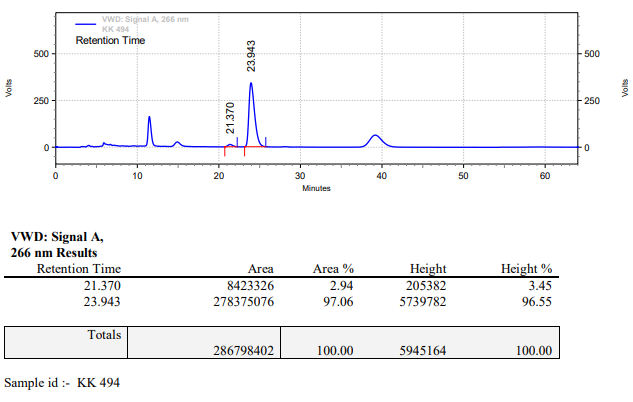 VWD: Signal A, 266 nm
KK 494
Retention Time
21.370
23.943
500
250
0
Volts
500
250
0
Volts
0 10 20 30 40 50 60
Minutes
VWD: Signal A,
266 nm Results
Retention Time Area Area % Height Height %
21.370 8423326 2.94 205382 3.45
23.943 278375076 97.06 5739782 96.55
Totals
286798402 100.00 5945164 100.00
Sample id :- KK 494